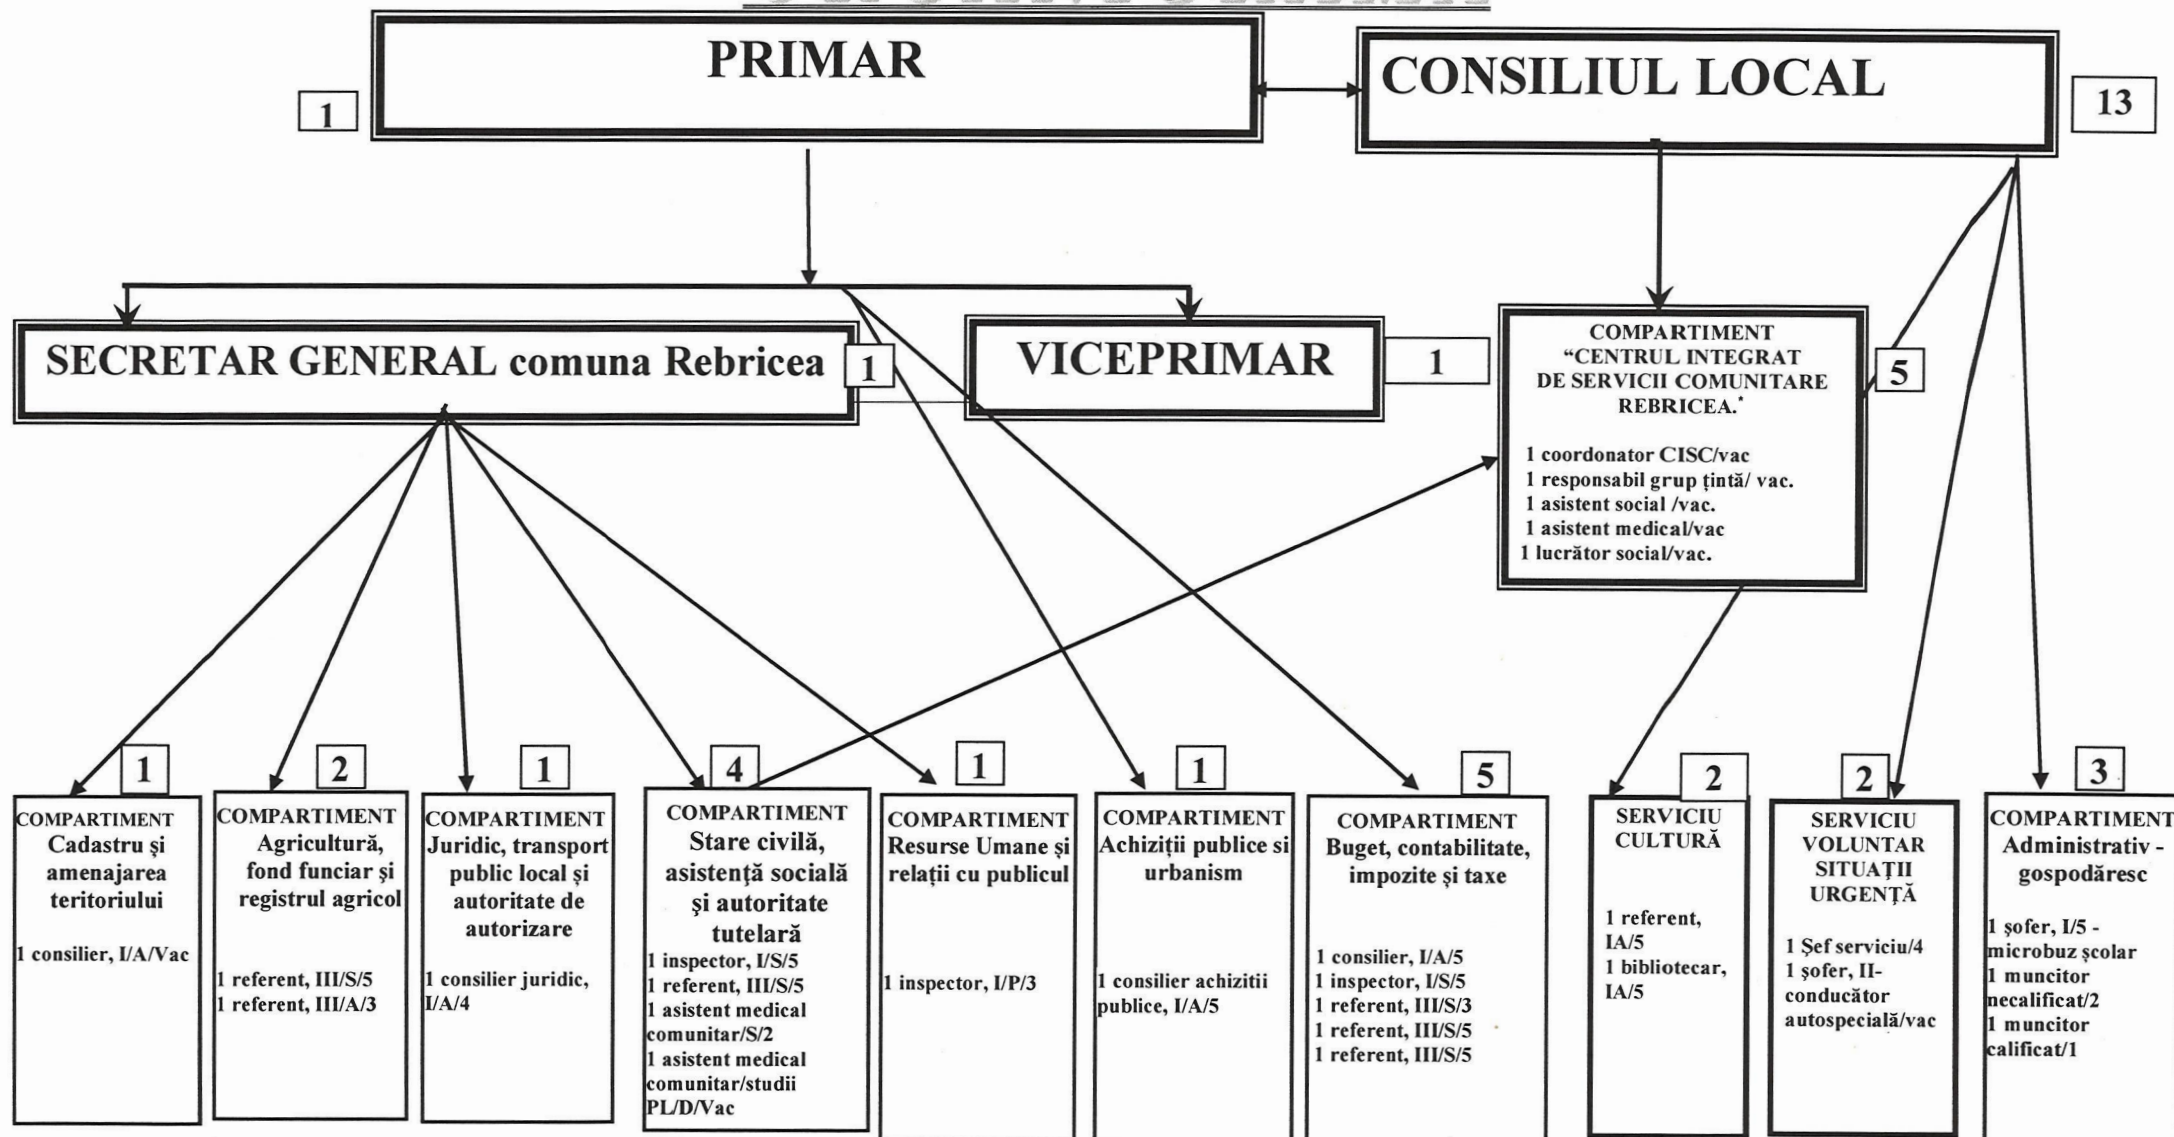 PRIMAR
1
CONSILIUL LOCAL
13
SECRETAR GENERAL comuna Rebricea
1
VICEPRIMAR
1
COMPARTIMENT
“CENTRUL INTEGRAT
DE SERVICII COMUNITARE
REBRICEA.*
5
1 coordonator CISC/vac
1 responsabil grup țintă/ vac.
1 asistent social /vac.
1 asistent medical/vac
1 lucrător social/vac.
1
COMPARTIMENT
Cadastru și
amenajarea
teritoriului
1 consilier, I/A/Vac
2
COMPARTIMENT
Agricultură,
fond funciar și
registrul agricol
1 referent, III/S/5
1 referent, III/A/3
1
COMPARTIMENT
Juridic, transport
public local și
autoritate de
autorizare
1 consilier juridic,
I/A/4
4
COMPARTIMENT
Stare civilă,
asistenţă socială
şi autoritate
tutelară
1 inspector, I/S/5
1 referent, III/S/5
1 asistent medical
comunitar/S/2
1 asistent medical
comunitar/studii
PL/D/Vac
1
COMPARTIMENT
Resurse Umane și
relații cu publicul
1 inspector, I/P/3
1
COMPARTIMENT
Achiziții publice si
urbanism
1 consilier achizitii
publice, I/A/5
5
COMPARTIMENT
Buget, contabilitate,
impozite și taxe
1 consilier, I/A/5
1 inspector, I/S/5
1 referent, III/S/3
1 referent, III/S/5
1 referent, III/S/5
2
SERVICIU
CULTURĂ
1 referent,
IA/5
1 bibliotecar,
IA/5
2
SERVICIU
VOLUNTAR
SITUAȚII
URGENȚĂ
1 Șef serviciu/4
1 șofer, II-
conducător
autospecială/vac
3
COMPARTIMENT
Administrativ -
gospodăresc
1 șofer, I/5 -
microbuz școlar
1 muncitor
necalificat/2
1 muncitor
calificat/1